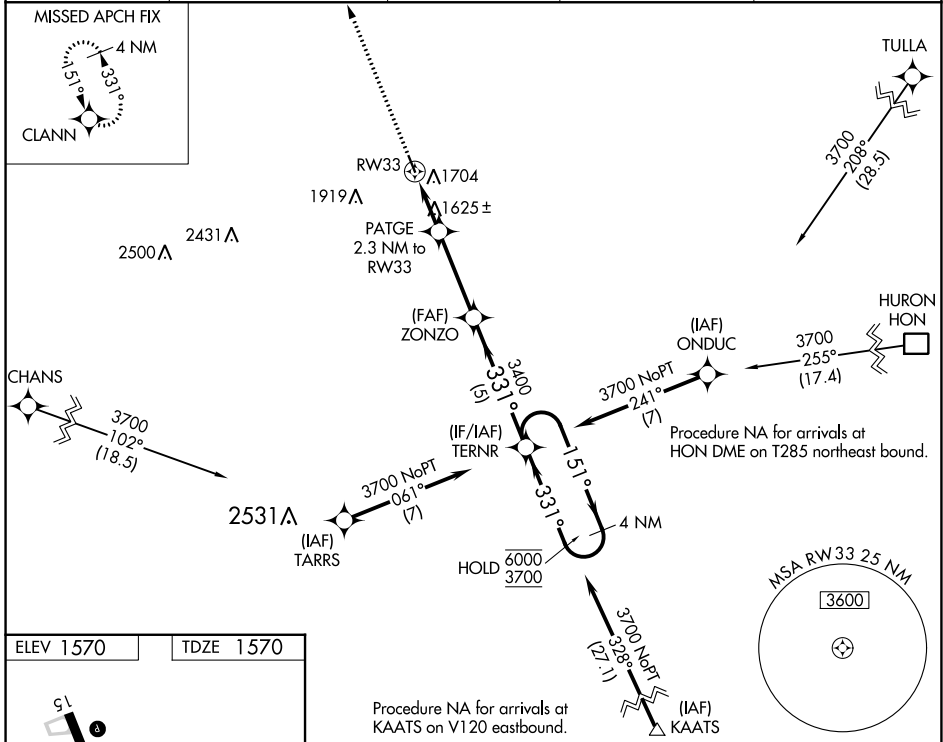 MISSED APCH FIX
4 NM
151°
331°
CLANN
TULLA
3700
208°
(28.5)
RW33
1704
1919
1625±
PATGE
2.3 NM to
RW33
2431
2500
(FAF)
ZONZO
HURON
HON
(IAF)
ONDUC
3700
255°
(17.4)
3400
331°
(5)
3700 NoPT
241°
(7)
CHANS
3700
102°
(18.5)
(IF/IAF)
TERNR
Procedure NA for arrivals at
HON DME on T285 northeast bound.
3700 NoPT
061°
(7)
151°
331°
4 NM
2531
(IAF)
TARRS
HOLD
6000
3700
MSA RW33 25 NM
3600
3700 NoPT
328°
(27.1)
ELEV 1570
TDZE 1570
15
P
Procedure NA for arrivals at
KAATS on V120 eastbound.
(IAF)
KAATS